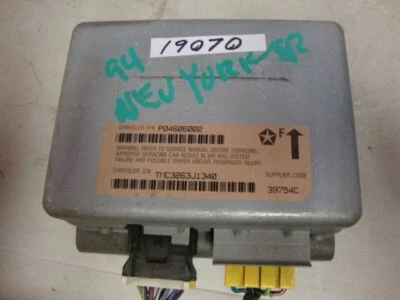 19070
94
NEW YORKER
CHRYSLER P/N P04606002
WARNING: REFER TO SERVICE MANUAL BEFORE SERVICING.
IMPROPER SERVICING CAN RESULT IN AIR BAG SYSTEM
FAILURE AND POSSIBLE DRIVER AND/OR PASSENGER INJURY
F
CHRYSLER S/N TMC3263J1340
SUPPLIER CODE
39754C